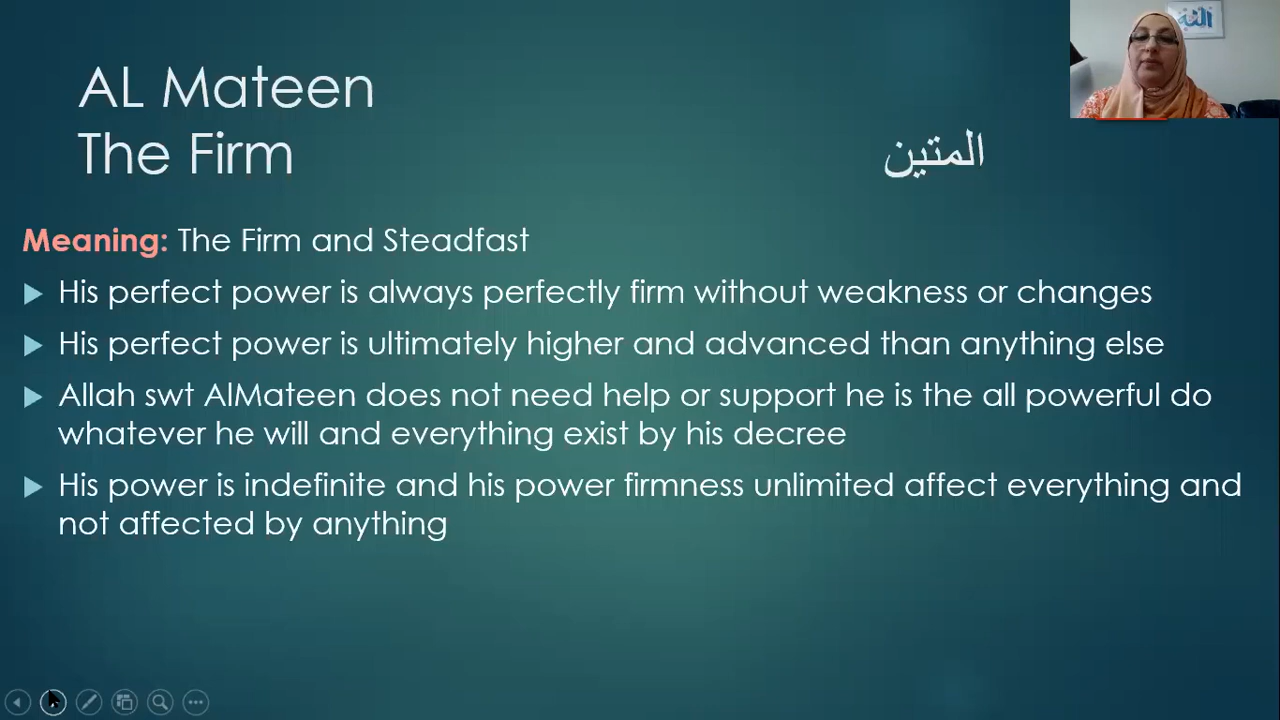 AL Mateen
The Firm
المتين
Meaning: The Firm and Steadfast
His perfect power is always perfectly firm without weakness or changes
His perfect power is ultimately higher and advanced than anything else
Allah swt AlMateen does not need help or support he is the all powerful do
whatever he will and everything exist by his decree
His power is indefinite and his power firmness unlimited affect everything and
not affected by anything
الله